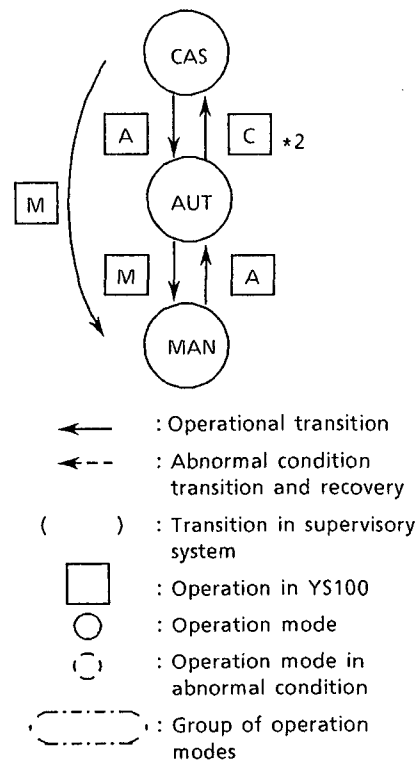 CAS
A
C
*2
M
AUT
M
A
MAN
: Operational transition
: Abnormal condition
transition and recovery
( ) : Transition in supervisory
system
: Operation in YS100
: Operation mode
: Operation mode in
abnormal condition
: Group of operation
modes